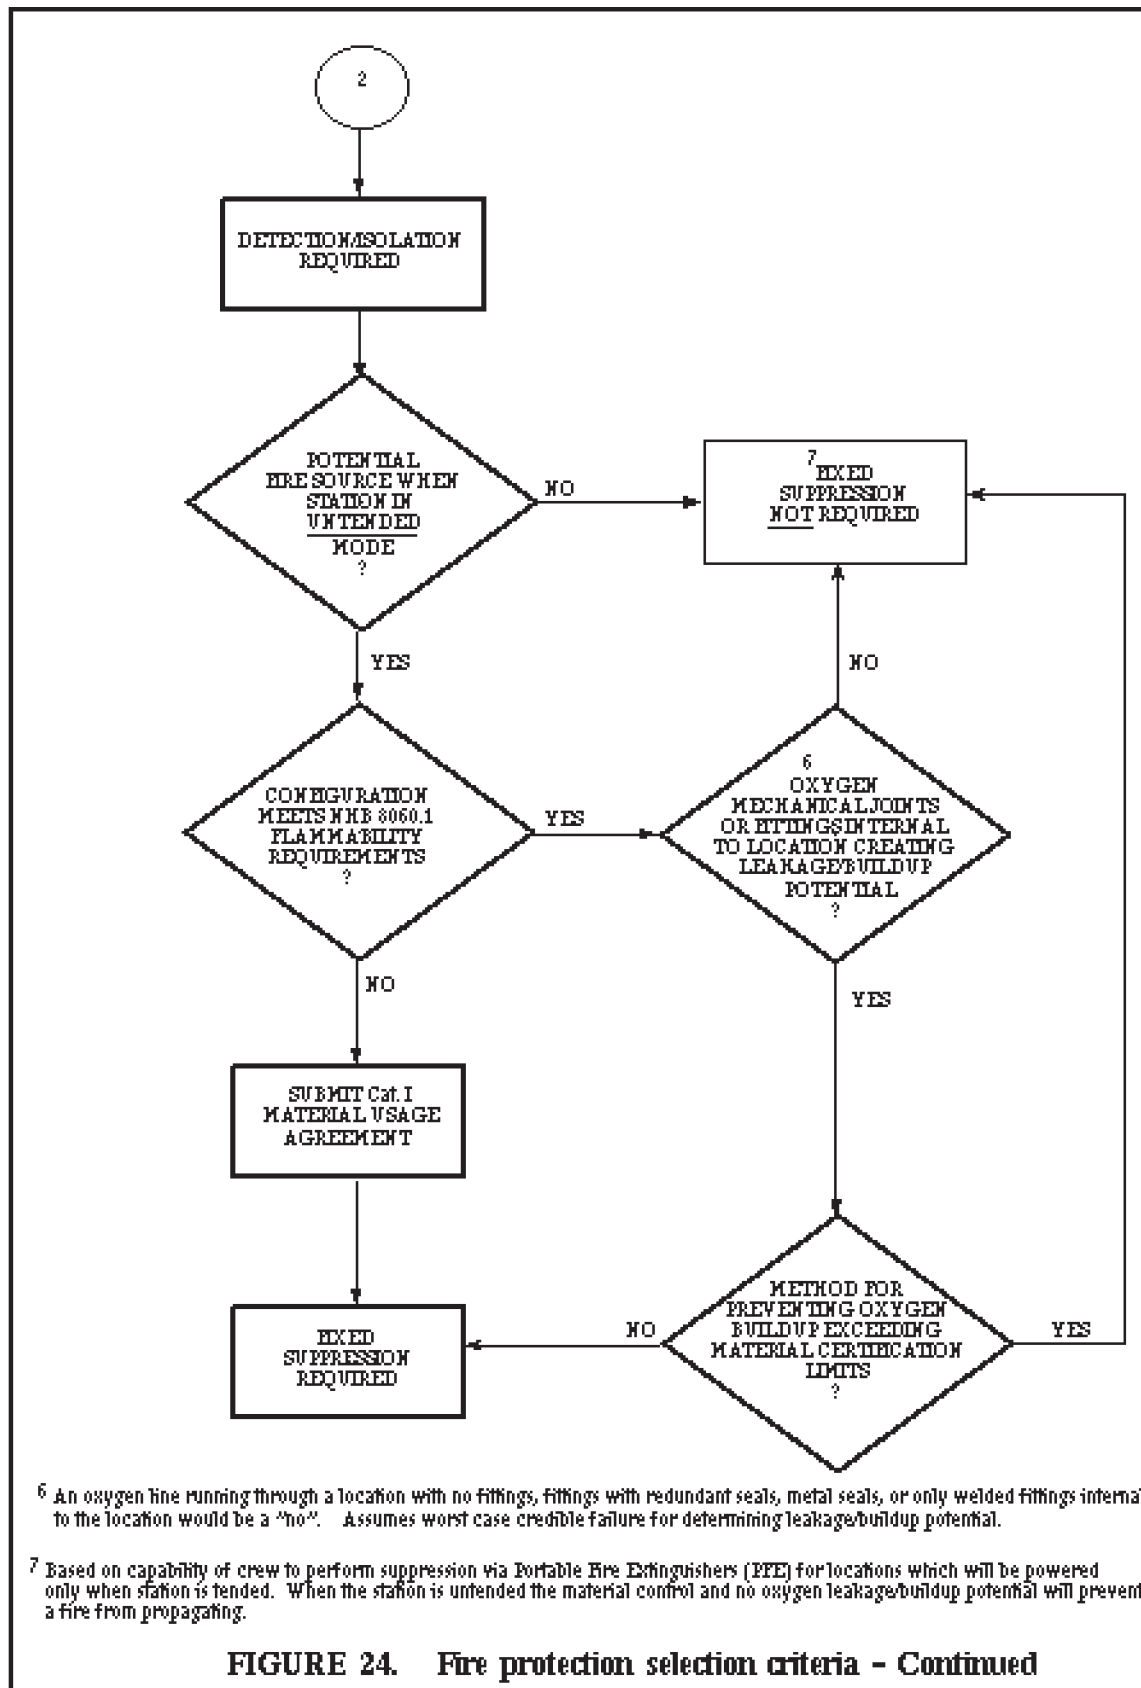 2
DETECTION/ISOLATION
REQUIRED
POTENTIAL
FIRE SOURCE WHEN
STATION IN
UNTENDED
MODE
?
NO
7
FIXED
SUPPRESSION
NOT REQUIRED
YES
NO
CONFIGURATION
MEETS NHB 8060.1
FLAMMABILITY
REQUIREMENTS
?
YES
6
OXYGEN
MECHANICAL JOINTS
OR FITTINGS INTERNAL
TO LOCATION CREATING
LEAKAGE/BUILDUP
POTENTIAL
?
NO
YES
SUBMIT Cat. I
MATERIAL USAGE
AGREEMENT
FIXED
SUPPRESSION
REQUIRED
NO
METHOD FOR
PREVENTING OXYGEN
BUILDUP EXCEEDING
MATERIAL CERTIFICATION
LIMITS
?
YES
6 An oxygen line running through a location with no fittings, fittings with redundant seals, metal seals, or only welded fittings internal
to the location would be a "no". Assumes worst case credible failure for determining leakage/buildup potential.
7 Based on capability of crew to perform suppression via Portable Fire Extinguishers (PFE) for locations which will be powered
only when station is tended. When the station is untended the material control and no oxygen leakage/buildup potential will prevent
a fire from propagating.
FIGURE 24. Fire protection selection criteria – Continued